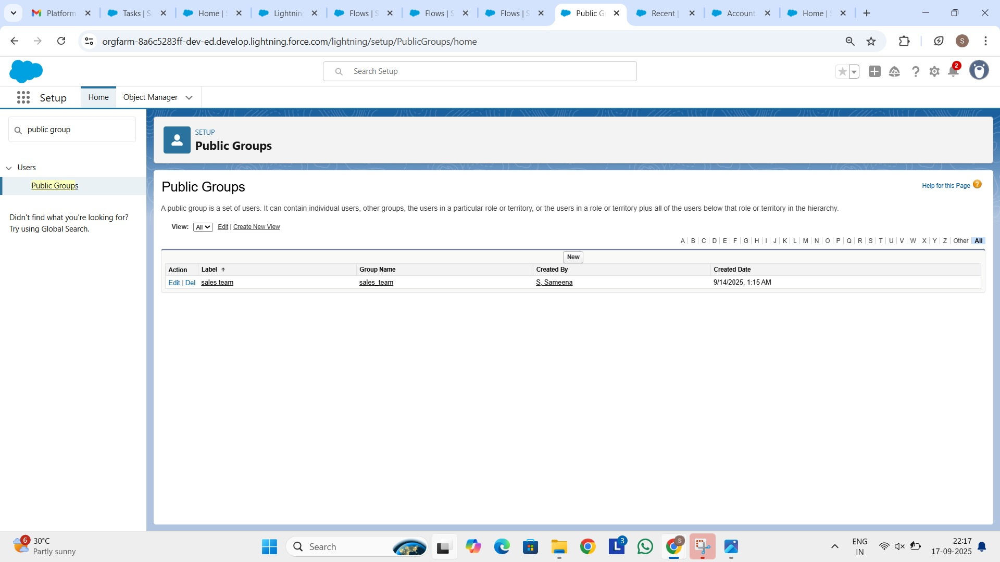 Platform
Tasks | S
Home | S
Lightnin
Flows | S
Flows | S
Flows | S
Public G
Recent |
Account
Home | S
orgfarm-8a6c5283ff-dev-ed.develop.lightning.force.com/lightning/setup/PublicGroups/home
S
Search Setup
2
Setup
Home
Object Manager
public group
Users
Public Groups
Didn't find what you're looking for?
Try using Global Search.
SETUP
Public Groups
Public Groups
Help for this Page
A public group is a set of users. It can contain individual users, other groups, the users in a particular role or territory, or the users in a role or territory plus all of the users below that role or territory in the hierarchy.
View: All Edit | Create New View
A | B | C | D | E | F | G | H | I | J | K | L | M | N | O | P | Q | R | S | T | U | V | W | X | Y | Z | Other All
New
Action Label Group Name Created By Created Date
Edit | Del sales team sales_team S, Sameena 9/14/2025, 1:15 AM
6
30°C
Partly sunny
Search
L
3
S
ENG
IN
22:17
17-09-2025